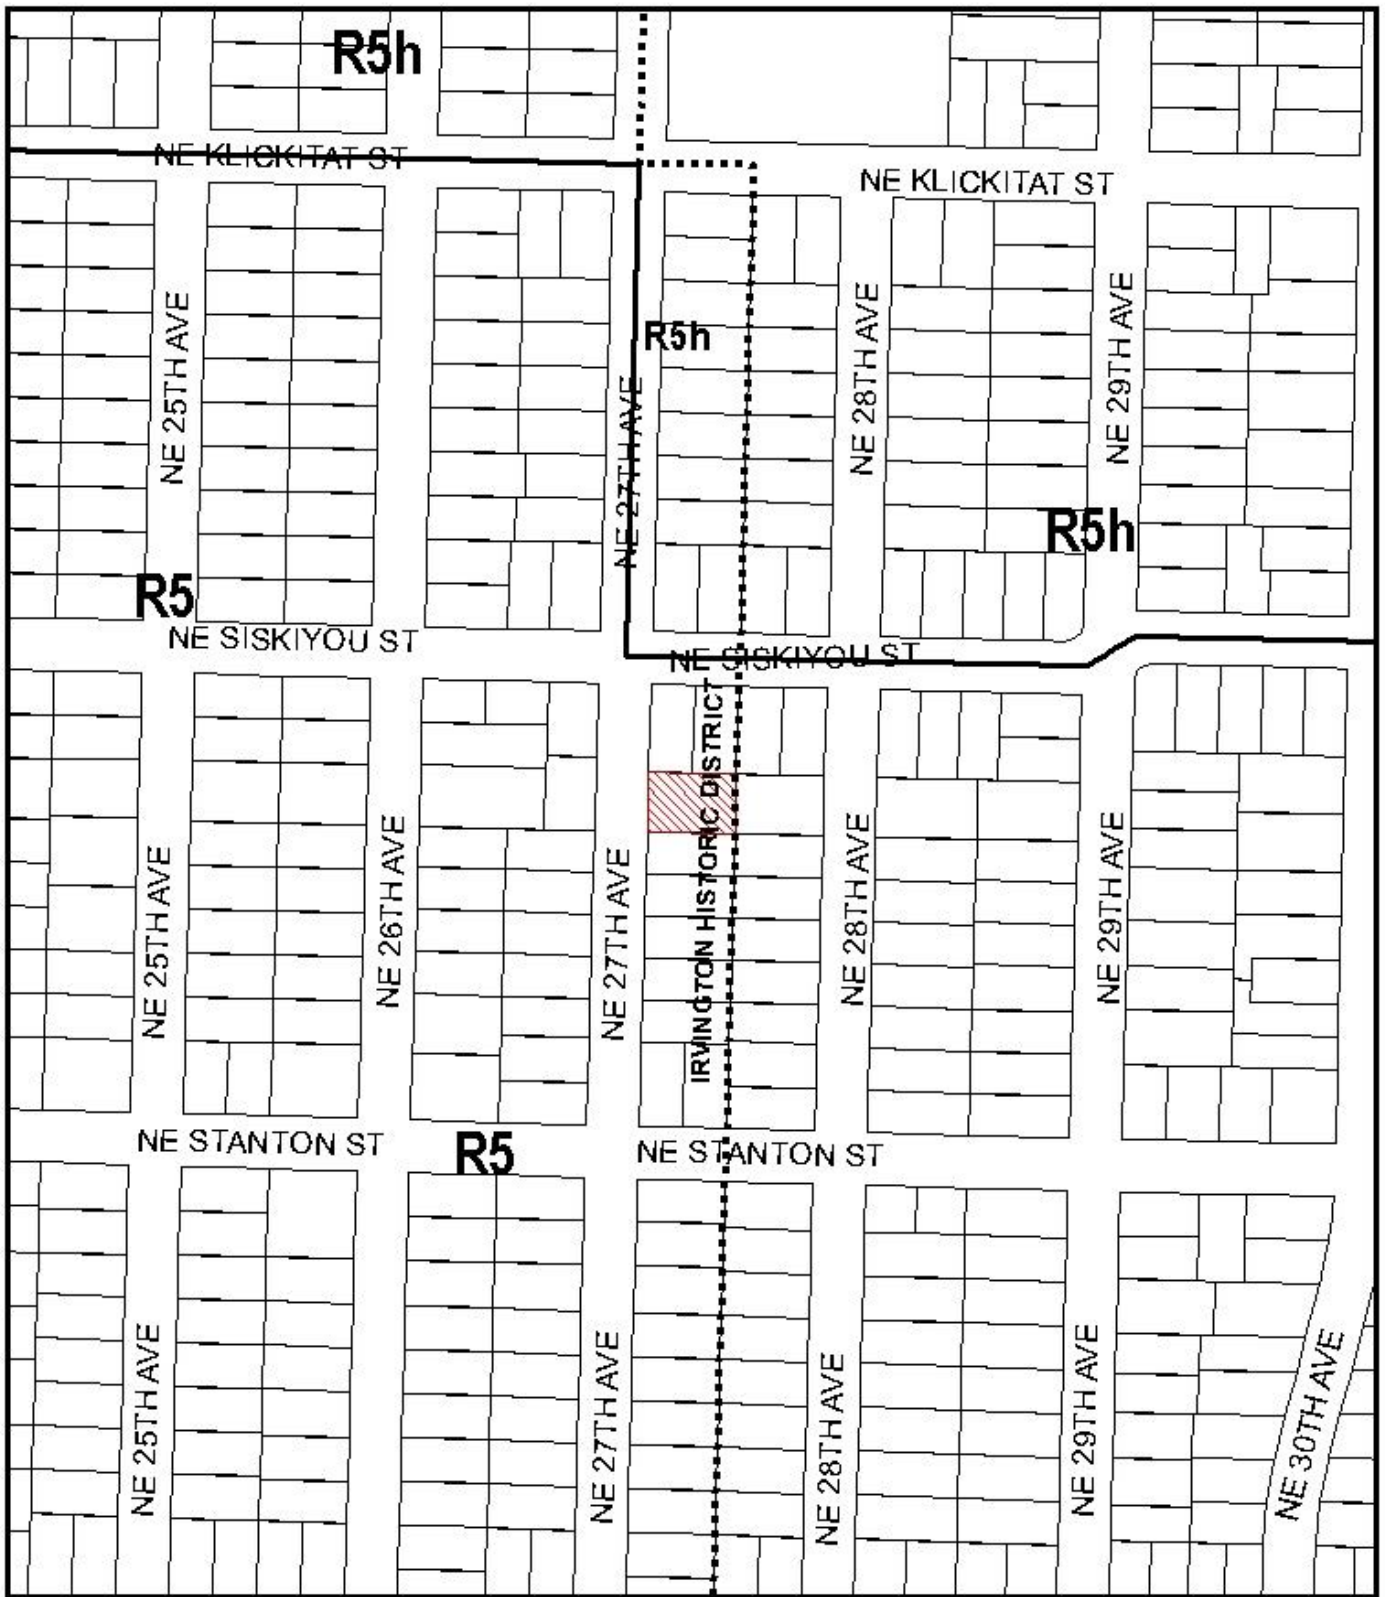 R5h
NE KLICKITAT ST
NE KLICKITAT ST
NE 25TH AVE
R5h
NE 27TH AVE
NE 28TH AVE
NE 29TH AVE
R5h
R5
NE SISKIYOU ST
NE SISKIYOU ST
IRVINGTON HISTORIC DISTRICT
NE 25TH AVE
NE 26TH AVE
NE 27TH AVE
NE 28TH AVE
NE 29TH AVE
NE STANTON ST
R5
NE STANTON ST
NE 25TH AVE
NE 27TH AVE
NE 28TH AVE
NE 29TH AVE
NE 30TH AVE